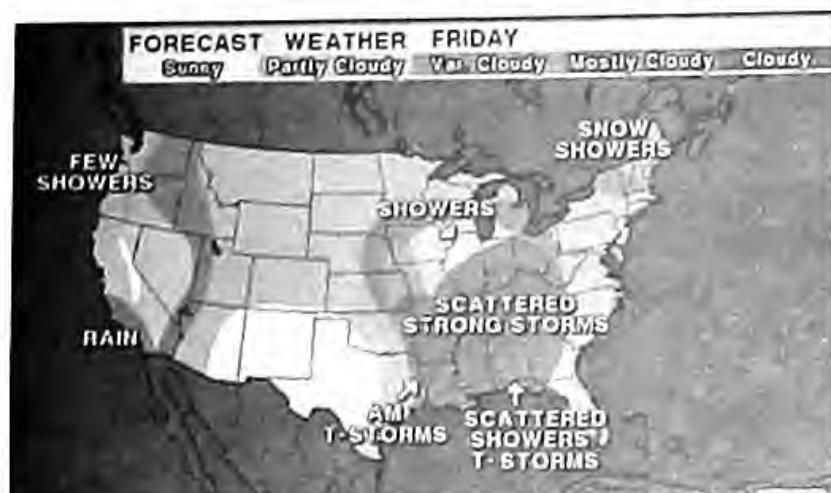 FORECAST WEATHER FRIDAY
Sunny Partly Cloudy Var. Cloudy Mostly Cloudy Cloudy
SNOW
SHOWERS
FEW
SHOWERS
SHOWERS
SCATTERED
STRONG STORMS
RAIN
AM
T-STORMS
SCATTERED
SHOWERS
T-STORMS